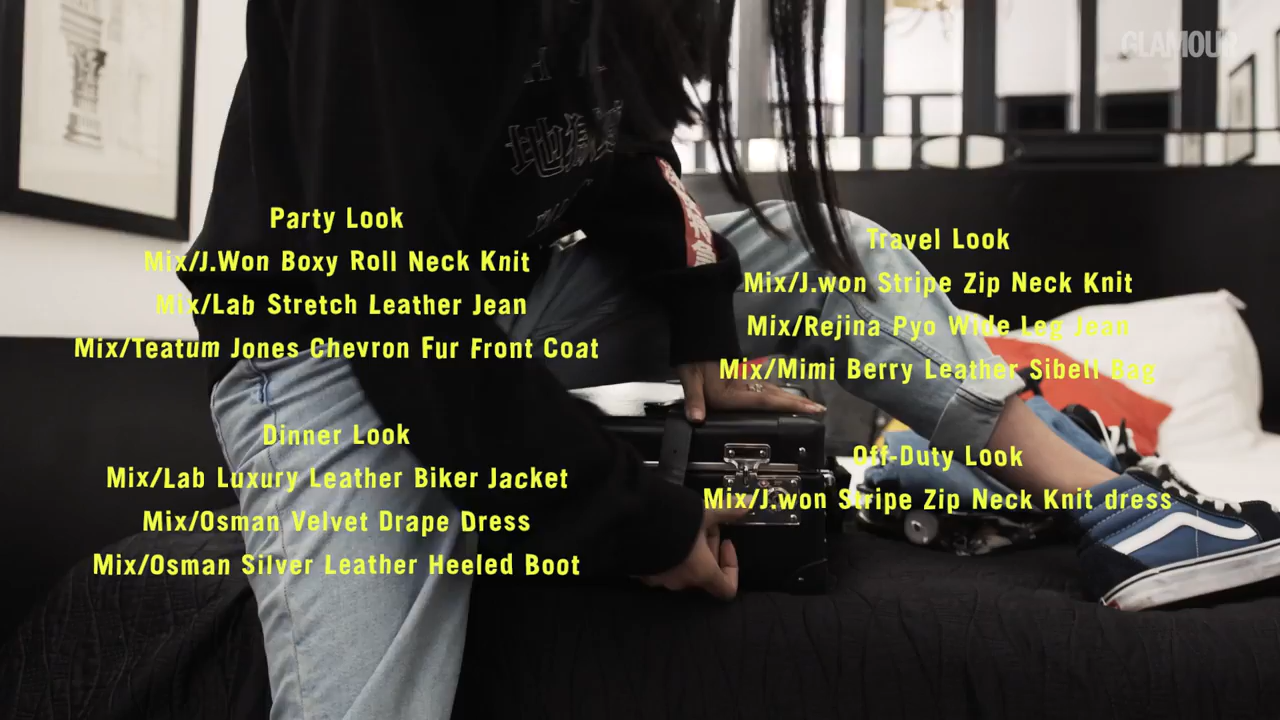 GLAMOUR
Party Look
Mix/J.Won Boxy Roll Neck Knit
Mix/Lab Stretch Leather Jean
Mix/Teatum Jones Chevron Fur Front Coat
Dinner Look
Mix/Lab Luxury Leather Biker Jacket
Mix/Osman Velvet Drape Dress
Mix/Osman Silver Leather Heeled Boot
Travel Look
Mix/J.won Stripe Zip Neck Knit
Mix/Rejina Pyo Wide Leg Jean
Mix/Mimi Berry Leather Sibell Bag
Off-Duty Look
Mix/J.won Stripe Zip Neck Knit dress
地獄